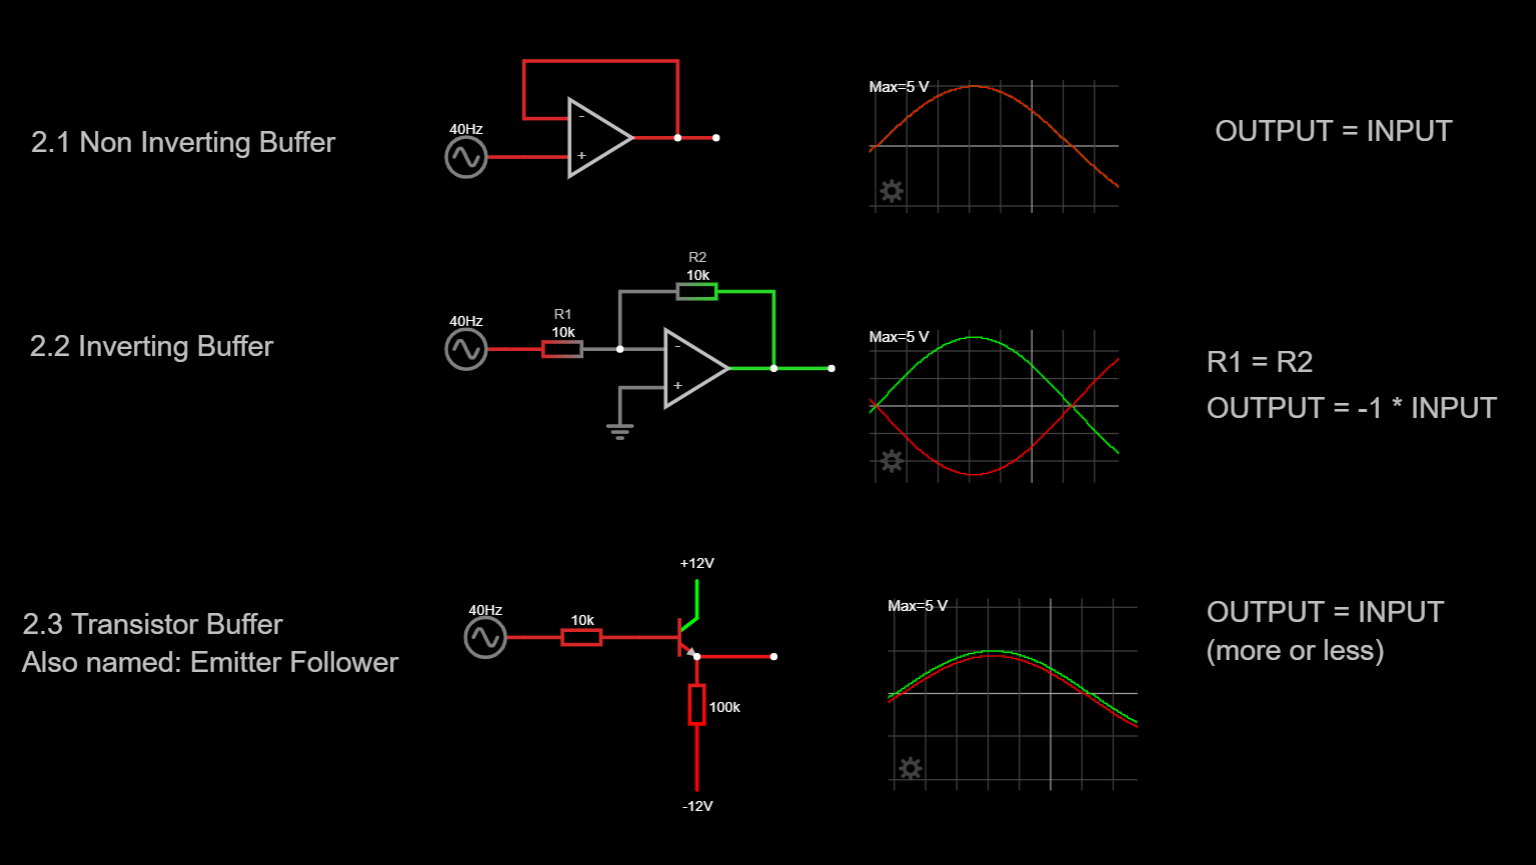 2.1 Non Inverting Buffer
40Hz
-
+
Max=5 V
OUTPUT = INPUT
2.2 Inverting Buffer
40Hz
R1
10k
R2
10k
-
+
Max=5 V
R1 = R2
OUTPUT = -1 * INPUT
2.3 Transistor Buffer
Also named: Emitter Follower
40Hz
10k
+12V
100k
-12V
Max=5 V
OUTPUT = INPUT
(more or less)